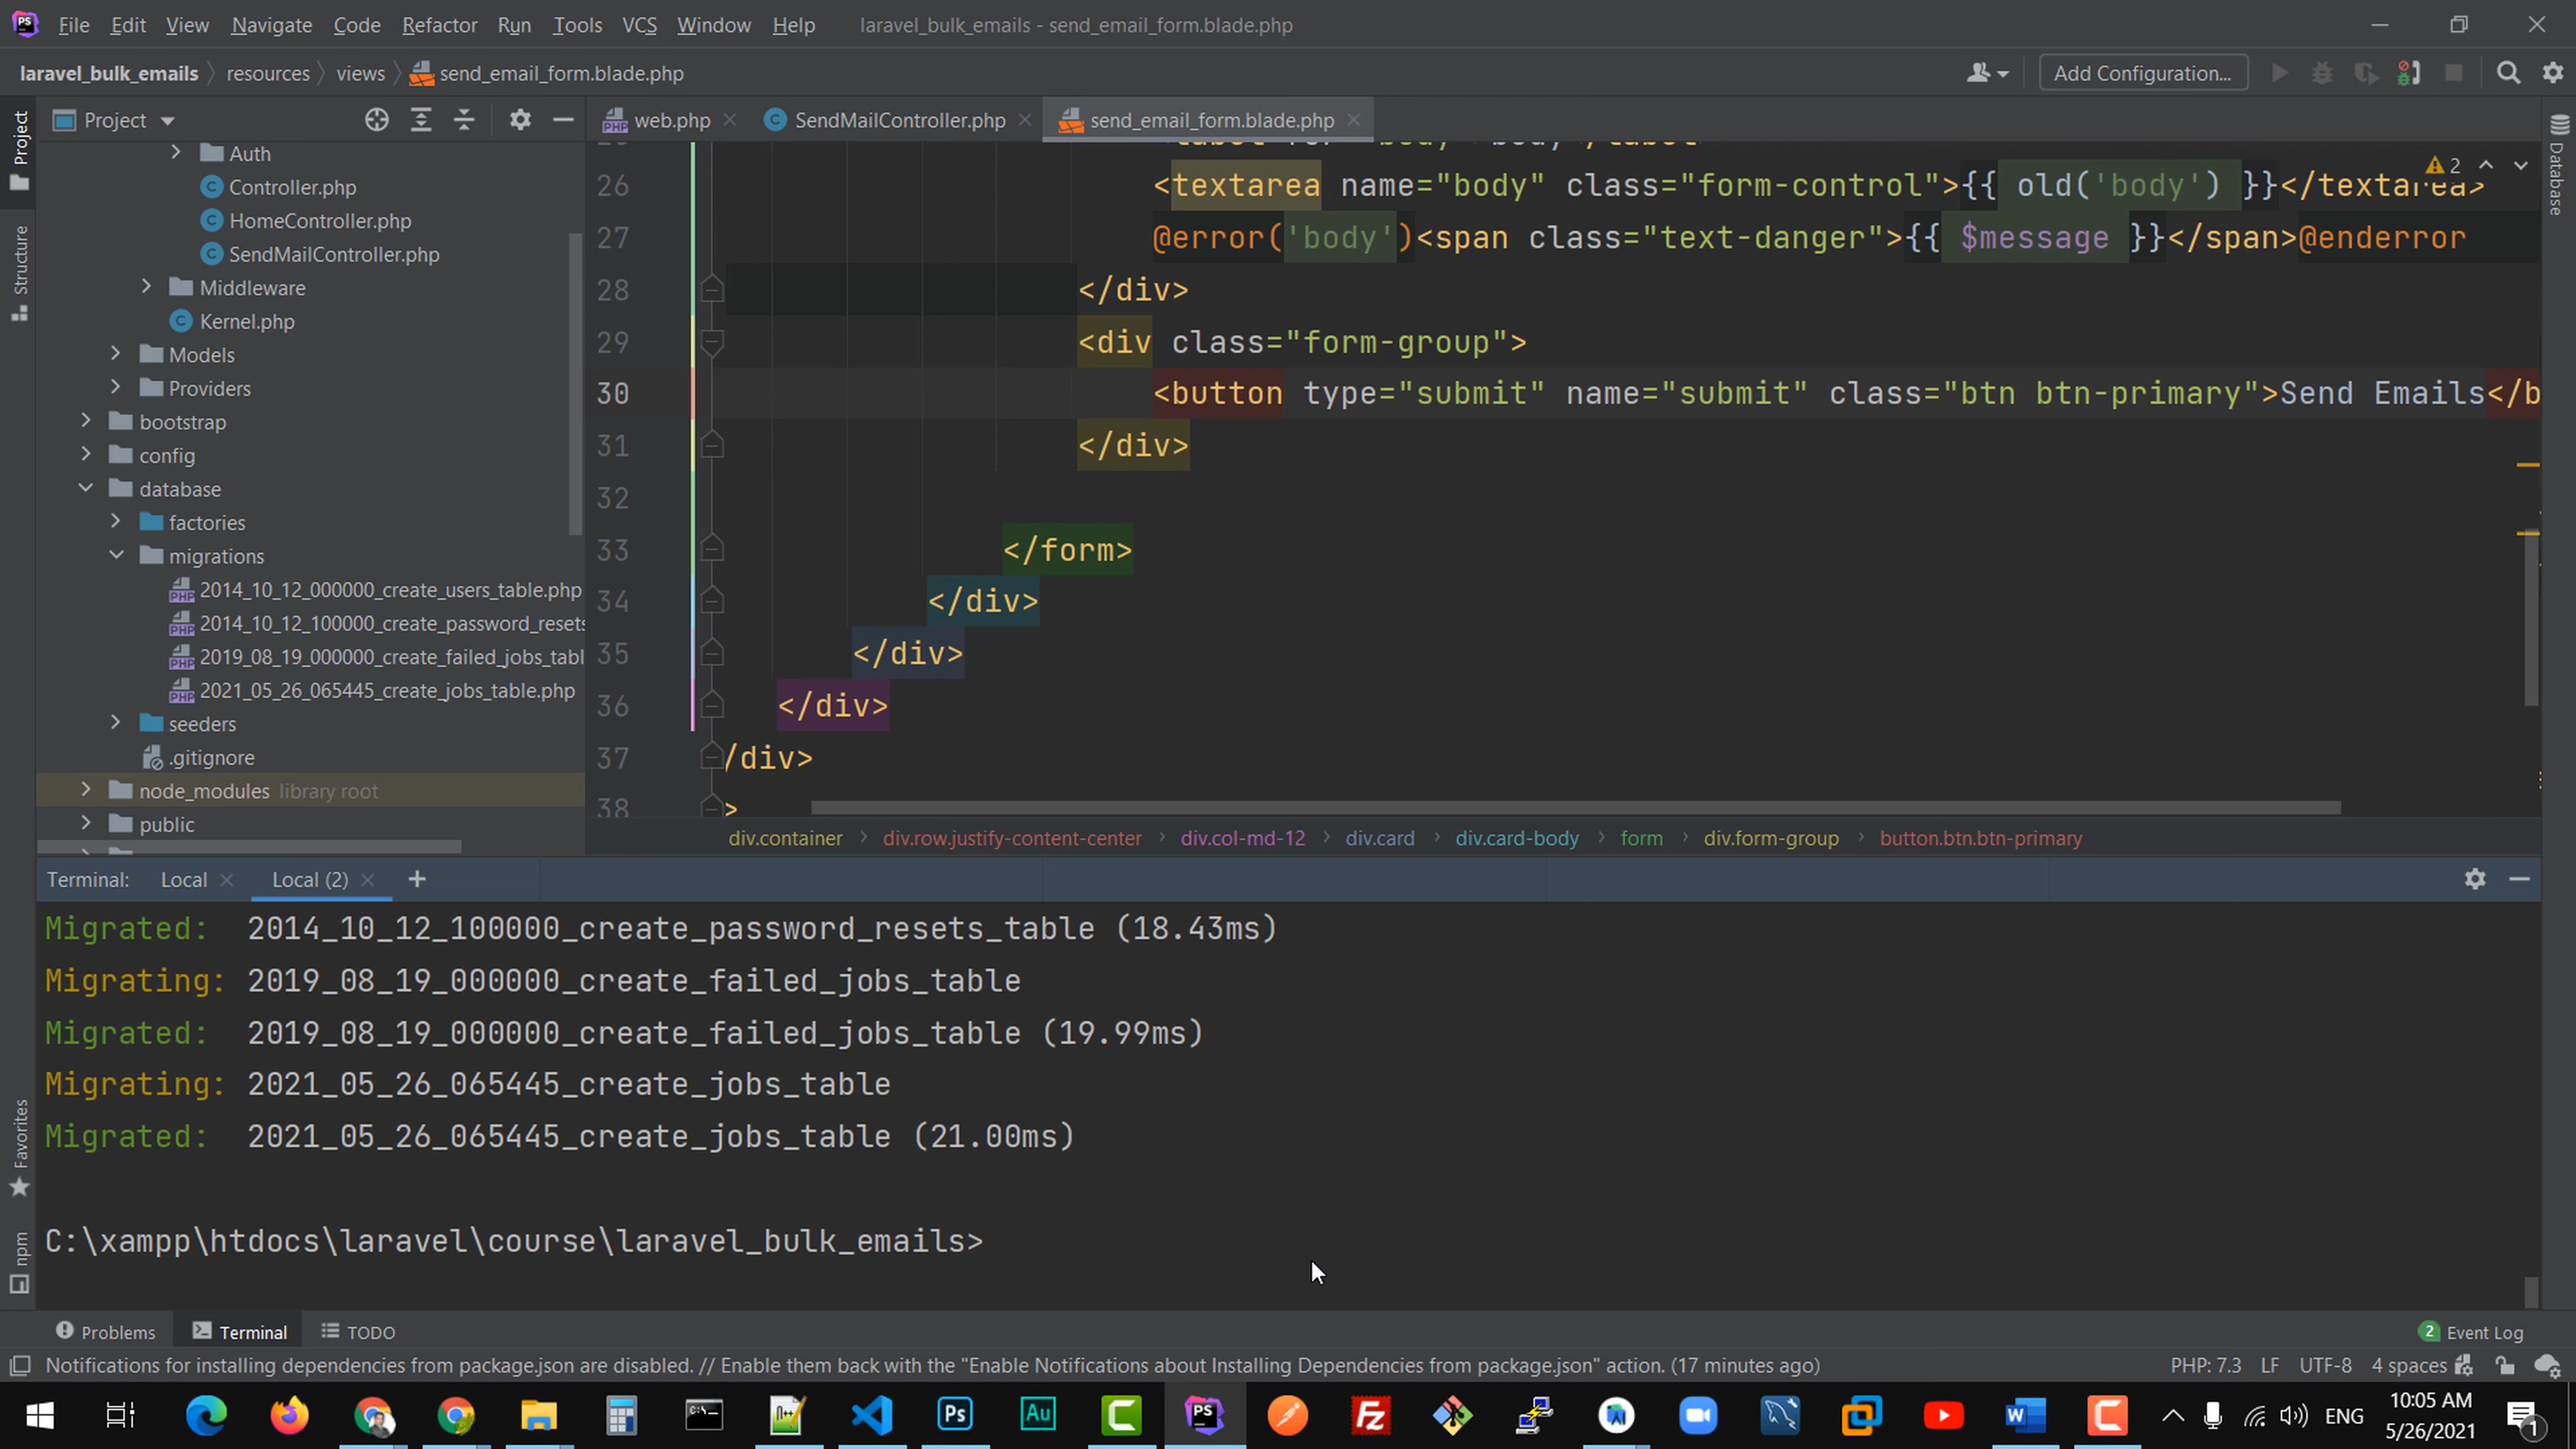 File Edit View Navigate Code Refactor Run Tools VCS Window Help laravel_bulk_emails - send_email_form.blade.php
laravel_bulk_emails resources views send_email_form.blade.php Add Configuration...
Project
web.php SendMailController.php send_email_form.blade.php
Project
Structure
Favorites
npm
Database
Auth
Controller.php
HomeController.php
SendMailController.php
Middleware
Kernel.php
Models
Providers
bootstrap
config
database
factories
migrations
2014_10_12_000000_create_users_table.php
2014_10_12_100000_create_password_resets
2019_08_19_000000_create_failed_jobs_tabl
2021_05_26_065445_create_jobs_table.php
seeders
.gitignore
node_modules library root
public
2
26 <textarea name="body" class="form-control">{{ old('body') }}</textarea>
27 @error('body')<span class="text-danger">{{ $message }}</span>@enderror
28 </div>
29 <div class="form-group">
30 <button type="submit" name="submit" class="btn btn-primary">Send Emails</b
31 </div>
32
33 </form>
34 </div>
35 </div>
36 </div>
37 /div>
38 >
div.container div.row.justify-content-center div.col-md-12 div.card div.card-body form div.form-group button.btn.btn-primary
Terminal: Local Local (2)
Migrated: 2014_10_12_100000_create_password_resets_table (18.43ms)
Migrating: 2019_08_19_000000_create_failed_jobs_table
Migrated: 2019_08_19_000000_create_failed_jobs_table (19.99ms)
Migrating: 2021_05_26_065445_create_jobs_table
Migrated: 2021_05_26_065445_create_jobs_table (21.00ms)
C:\xampp\htdocs\laravel\course\laravel_bulk_emails>
Problems Terminal TODO 2 Event Log
Notifications for installing dependencies from package.json are disabled. // Enable them back with the "Enable Notifications about Installing Dependencies from package.json" action. (17 minutes ago) PHP: 7.3 LF UTF-8 4 spaces
ENG
10:05 AM
5/26/2021
1